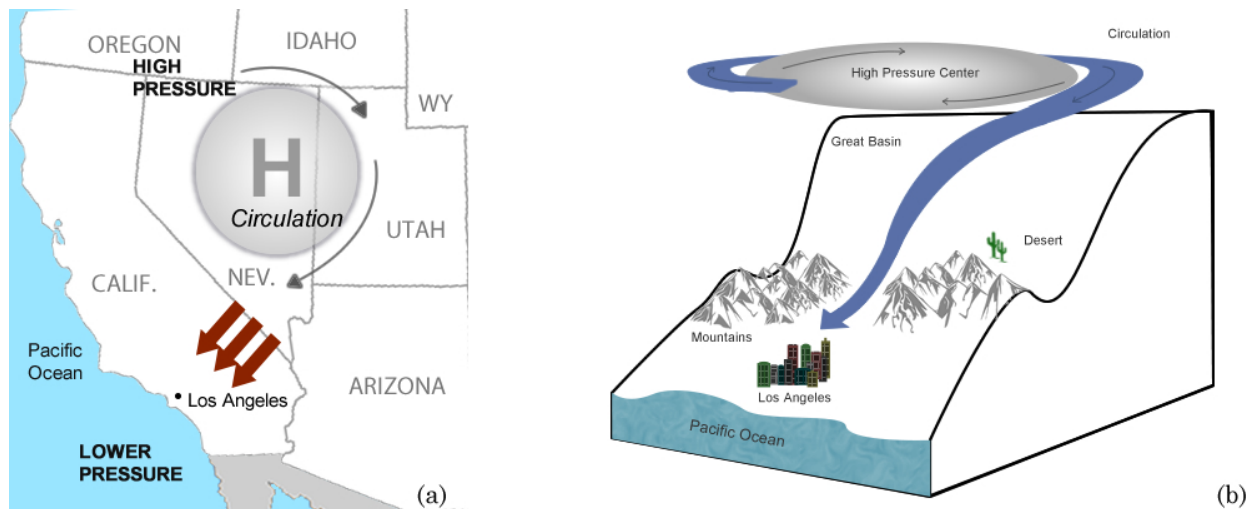 OREGON
IDAHO
HIGH
PRESSURE
WY
H
Circulation
UTAH
NEV.
CALIF.
Pacific
Ocean
ARIZONA
Los Angeles
LOWER
PRESSURE
(a)
Circulation
High Pressure Center
Great Basin
Desert
Mountains
Los Angeles
Pacific Ocean
(b)